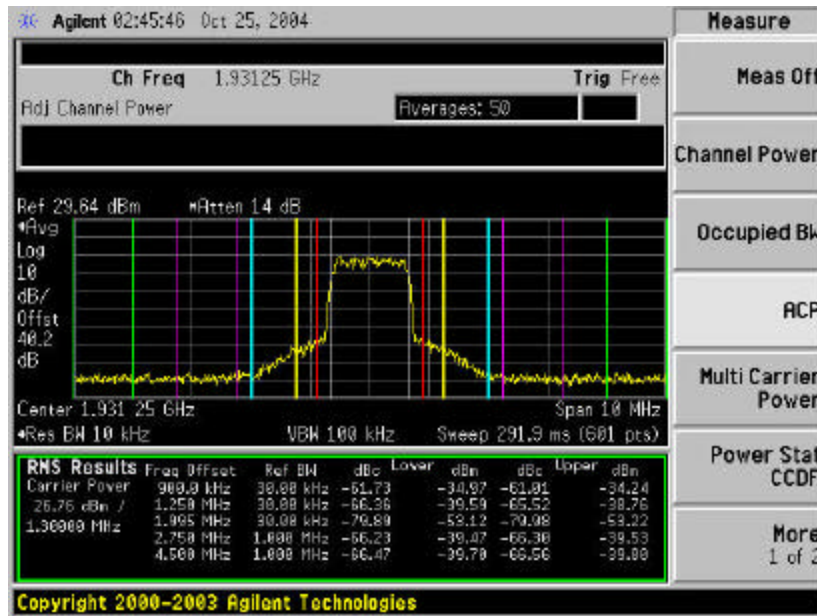 Agilent 02:45:46 Oct 25, 2004
Measure
Ch Freq 1.93125 GHz Trig Free
Meas Off
Adj Channel Power Averages: 50
Channel Power
Ref 29.64 dBm *Atten 14 dB
Occupied BW
Avg
Log
10
dB/
Offst
40.2
dB
ACP
Multi Carrier
Power
Center 1.931 25 GHz Span 10 MHz
Res BW 10 kHz VBW 100 kHz Sweep 291.9 ms (601 pts)
Power Stat
CCDF
RMS Results Freq Offset Ref BW dBc Lower dBm dBc Upper dBm
Carrier Power 900.0 kHz 30.00 kHz -61.73 -34.97 -61.01 -34.24
26.76 dBm / 1.250 MHz 30.00 kHz -66.36 -39.59 -65.52 -38.76
1.30000 MHz 1.995 MHz 30.00 kHz -79.89 -53.12 -79.98 -53.22
2.750 MHz 1.000 MHz -66.23 -39.47 -66.30 -39.53
4.500 MHz 1.000 MHz -66.47 -39.70 -66.56 -39.80
More
1 of 2
Copyright 2000-2003 Agilent Technologies